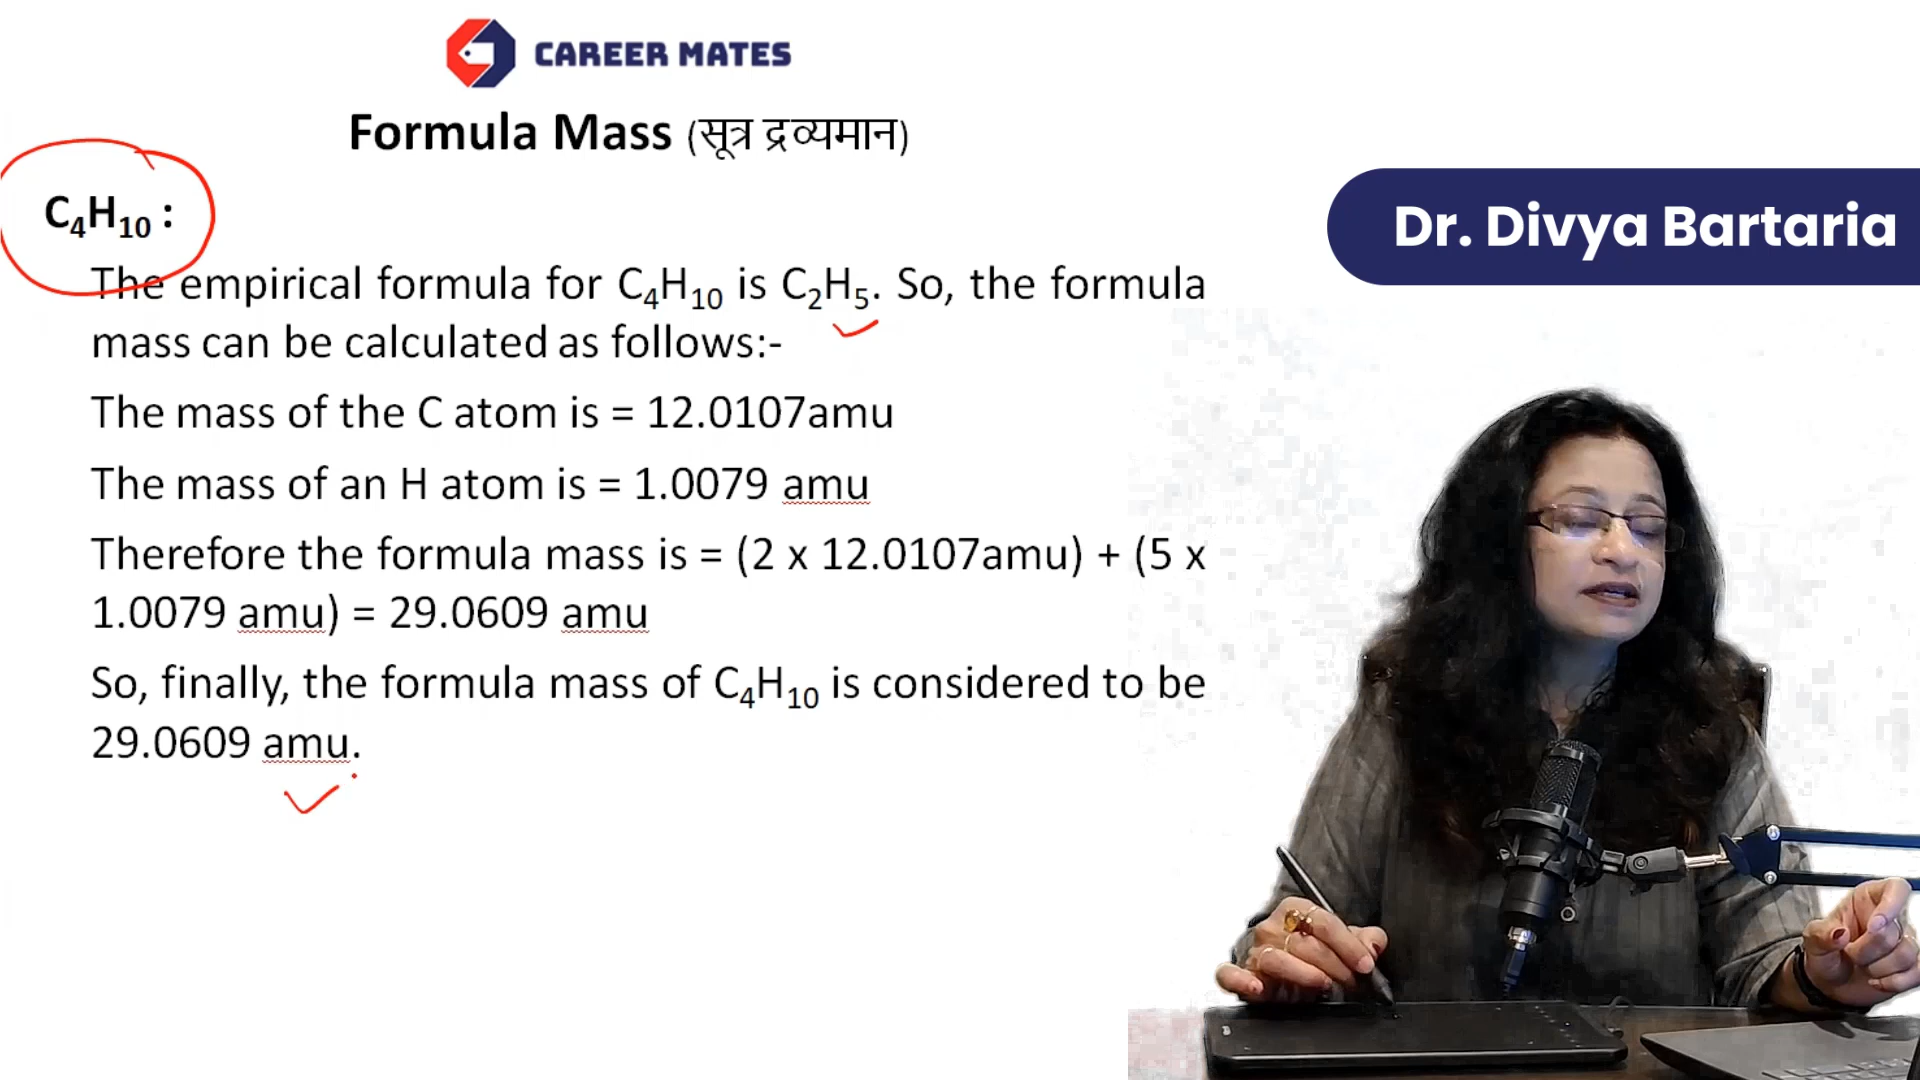 CAREER MATES
Formula Mass (सूत्र द्रव्यमान)
C₄H₁₀ :
Dr. Divya Bartaria
The empirical formula for C₄H₁₀ is C₂H₅. So, the formula
mass can be calculated as follows:-
The mass of the C atom is = 12.0107amu
The mass of an H atom is = 1.0079 amu
Therefore the formula mass is = (2 x 12.0107amu) + (5 x
1.0079 amu) = 29.0609 amu
So, finally, the formula mass of C₄H₁₀ is considered to be
29.0609 amu.